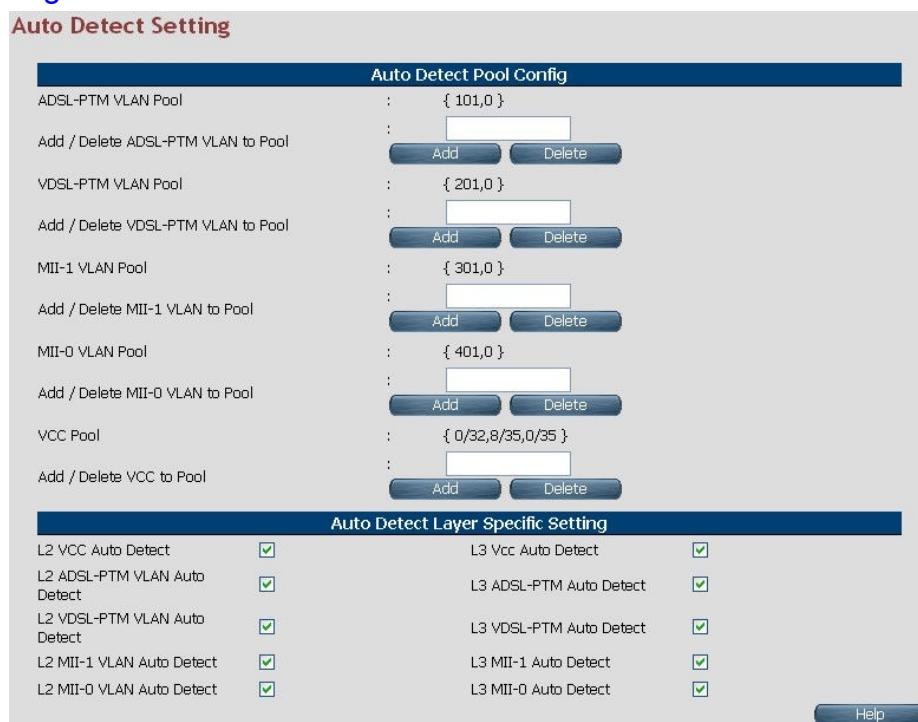 Auto Detect Setting
Auto Detect Pool Config
ADSL-PTM VLAN Pool : { 101,0 }
Add / Delete ADSL-PTM VLAN to Pool :
Add Delete
VDSL-PTM VLAN Pool : { 201,0 }
Add / Delete VDSL-PTM VLAN to Pool :
Add Delete
MII-1 VLAN Pool : { 301,0 }
Add / Delete MII-1 VLAN to Pool :
Add Delete
MII-0 VLAN Pool : { 401,0 }
Add / Delete MII-0 VLAN to Pool :
Add Delete
VCC Pool : { 0/32,8/35,0/35 }
Add / Delete VCC to Pool :
Add Delete
Auto Detect Layer Specific Setting
L2 VCC Auto Detect L3 Vcc Auto Detect
L2 ADSL-PTM VLAN Auto
Detect L3 ADSL-PTM Auto Detect
L2 VDSL-PTM VLAN Auto
Detect L3 VDSL-PTM Auto Detect
L2 MII-1 VLAN Auto Detect L3 MII-1 Auto Detect
L2 MII-0 VLAN Auto Detect L3 MII-0 Auto Detect
Help